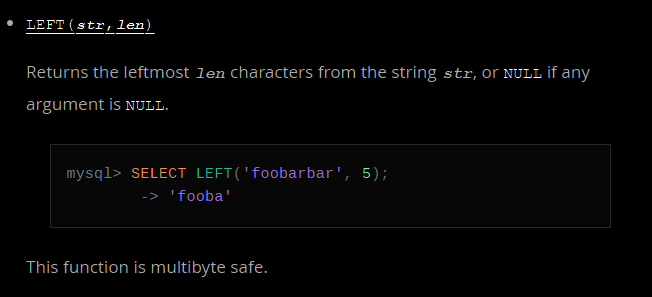 LEFT(str,len)
Returns the leftmost len characters from the string str, or NULL if any
argument is NULL.
mysql> SELECT LEFT('foobarbar', 5);
-> 'fooba'
This function is multibyte safe.